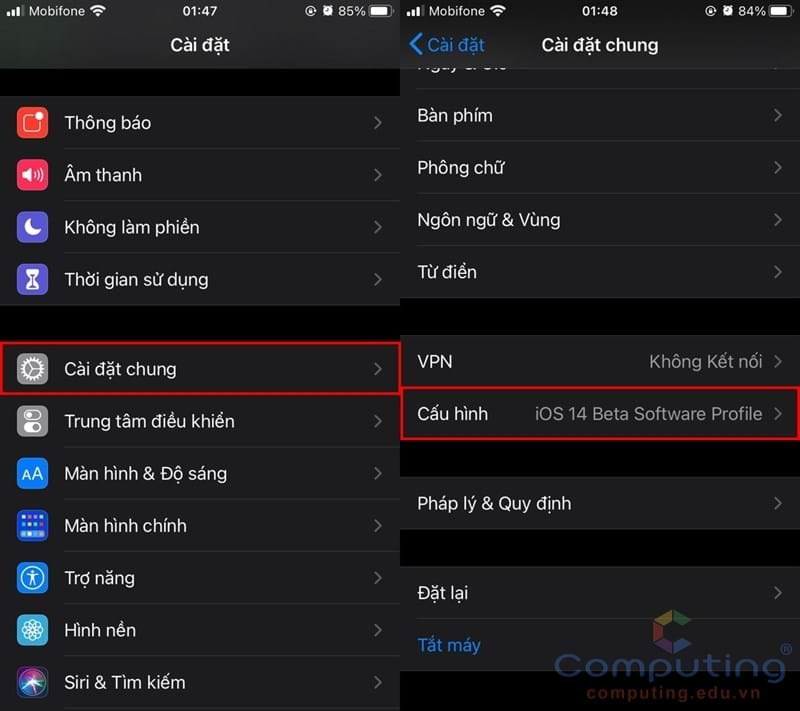 Mobifone 01:47 85%
Cài đặt
Thông báo
Âm thanh
Không làm phiền
Thời gian sử dụng
Cài đặt chung
Trung tâm điều khiển
AA Màn hình & Độ sáng
Màn hình chính
Trợ năng
Hình nền
Siri & Tìm kiếm
Mobifone 01:48 84%
Cài đặt Cài đặt chung
Bàn phím
Phông chữ
Ngôn ngữ & Vùng
Từ điển
VPN Không Kết nối
Cấu hình iOS 14 Beta Software Profile
Pháp lý & Quy định
Đặt lại
Tắt máy
Computing®
computing.edu.vn